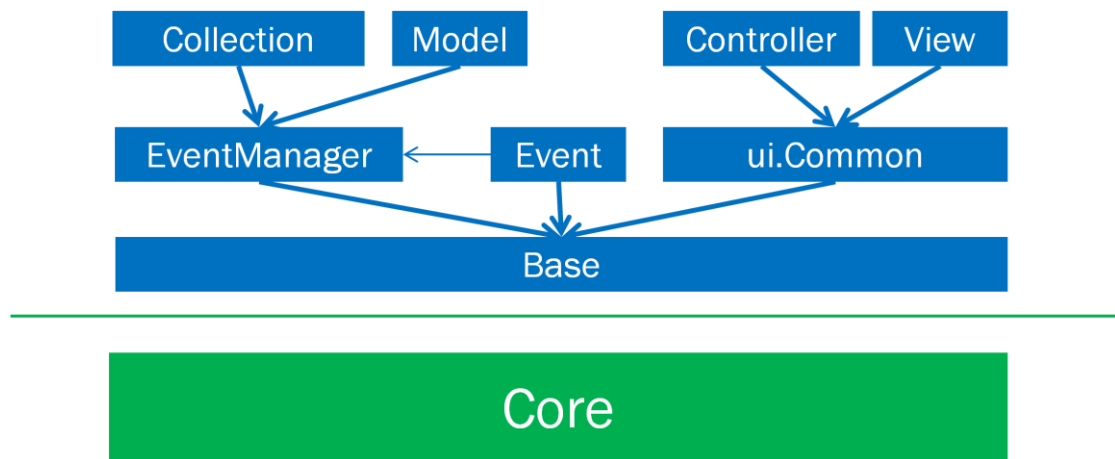 Collection
Model
Controller
View
EventManager
Event
ui.Common
Base
Core